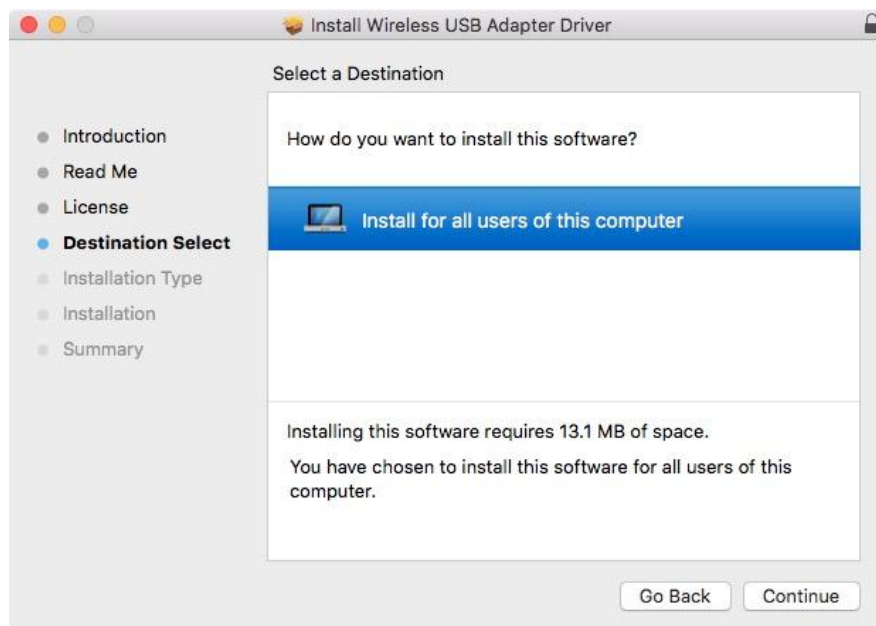 Install Wireless USB Adapter Driver
Select a Destination
Introduction
Read Me
License
Destination Select
Installation Type
Installation
Summary
How do you want to install this software?
Install for all users of this computer
Installing this software requires 13.1 MB of space.
You have chosen to install this software for all users of this
computer.
Go Back
Continue